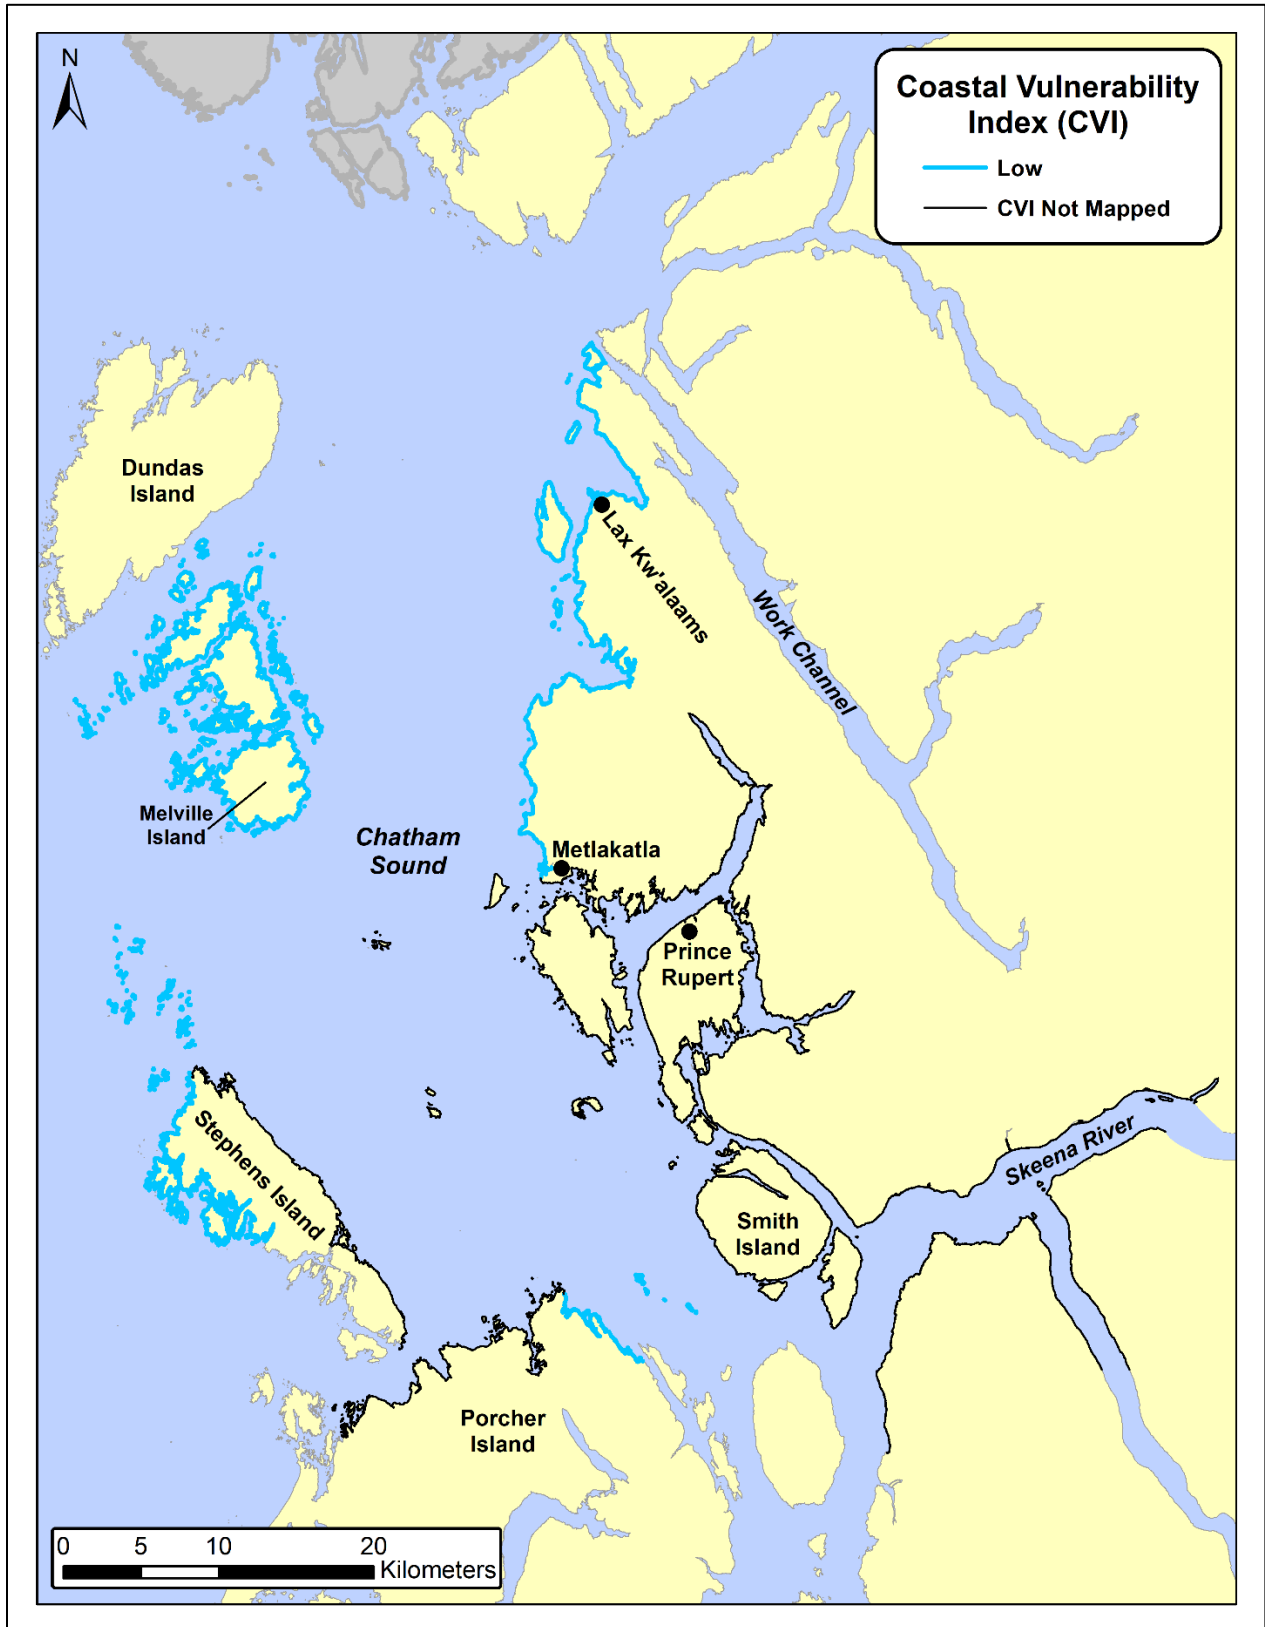 N
Coastal Vulnerability
Index (CVI)
Low
CVI Not Mapped
Dundas
Island
Lax Kw'alaams
Work Channel
Melville
Island
Chatham
Sound
Metlakatla
Prince
Rupert
Stephens Island
Skeena River
Smith
Island
Porcher
Island
0 5 10 20
Kilometers